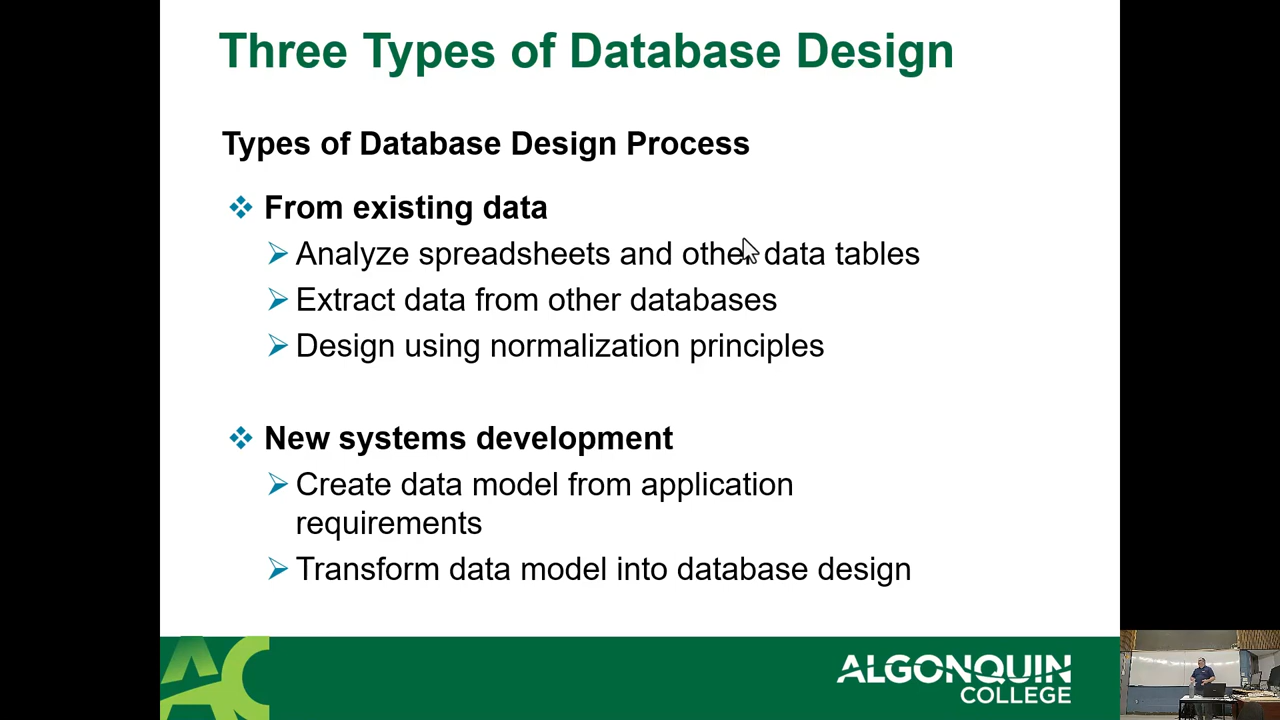 Three Types of Database Design
Types of Database Design Process
From existing data
Analyze spreadsheets and other data tables
Extract data from other databases
Design using normalization principles
New systems development
Create data model from application
requirements
Transform data model into database design
AC
ALGONQUIN
COLLEGE